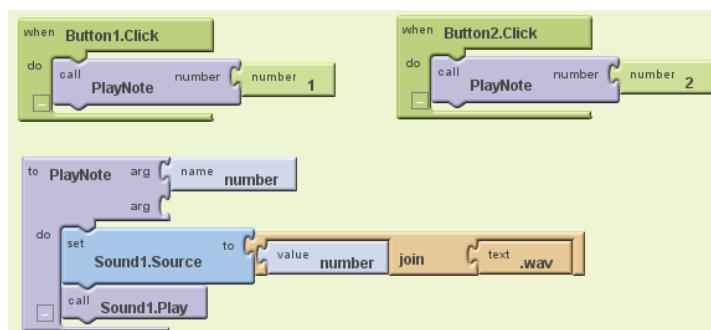 when Button1.Click
do call PlayNote number number 1
when Button2.Click
do call PlayNote number number 2
to PlayNote arg name number
arg
do set Sound1.Source to value number join text .wav
call Sound1.Play